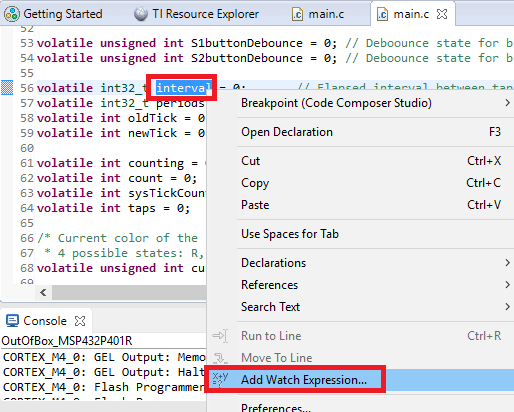 Getting Started
TI Resource Explorer
main.c
main.c
52
53 volatile unsigned int S1buttonDebounce = 0; // Deboounce state for b
54 volatile unsigned int S2buttonDebounce = 0; // Deboounce state for b
55
56 volatile int32_t interval = 0; // Elapsed interval between tap
57 volatile int32_t periods
58 volatile int oldTick = 0
59 volatile int newTick = 0
60
61 volatile int counting = 
62 volatile int count = 0;
63 volatile int sysTickCount
64 volatile int taps = 0;
65
66 /* Current color of the
67 * 4 possible states: R,
68 volatile unsigned int cu
69
Breakpoint (Code Composer Studio)
Open Declaration F3
Cut Ctrl+X
Copy Ctrl+C
Paste Ctrl+V
Use Spaces for Tab
Declarations
References
Search Text
Run to Line Ctrl+R
Move To Line
Add Watch Expression...
Preferences...
Console
OutOfBox_MSP432P401R
CORTEX_M4_0: GEL Output: Memo
CORTEX_M4_0: GEL Output: Halt
CORTEX_M4_0: Flash Programmer
CORTEX_M4_0: Flash Programmer